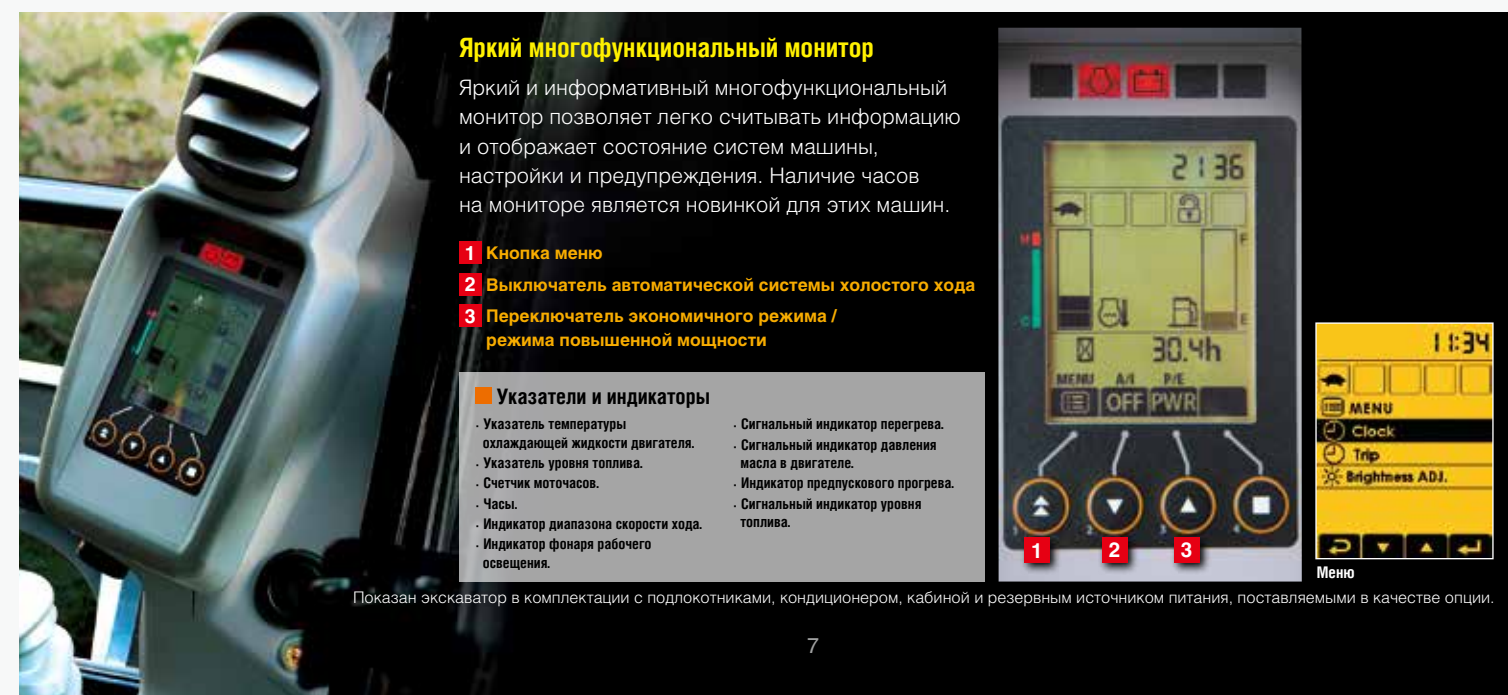 Яркий многофункциональный монитор
Яркий и информативный многофункциональный
монитор позволяет легко считывать информацию
и отображает состояние систем машины,
настройки и предупреждения. Наличие часов
на мониторе является новинкой для этих машин.
1 Кнопка меню
2 Выключатель автоматической системы холостого хода
3 Переключатель экономичного режима /
режима повышенной мощности
Указатели и индикаторы
· Указатель температуры
охлаждающей жидкости двигателя.
· Указатель уровня топлива.
· Счетчик моточасов.
· Часы.
· Индикатор диапазона скорости хода.
· Индикатор фонаря рабочего
освещения.
· Сигнальный индикатор перегрева.
· Сигнальный индикатор давления
масла в двигателе.
· Индикатор предпускового прогрева.
· Сигнальный индикатор уровня
топлива.
21:36
H F
C E
30.4h
MENU A/I P/E
OFF PWR
1 2 3 4
1 2 3
11:34
MENU
Clock
Trip
Brightness ADJ.
Меню
Показан экскаватор в комплектации с подлокотниками, кондиционером, кабиной и резервным источником питания, поставляемыми в качестве опции.
7